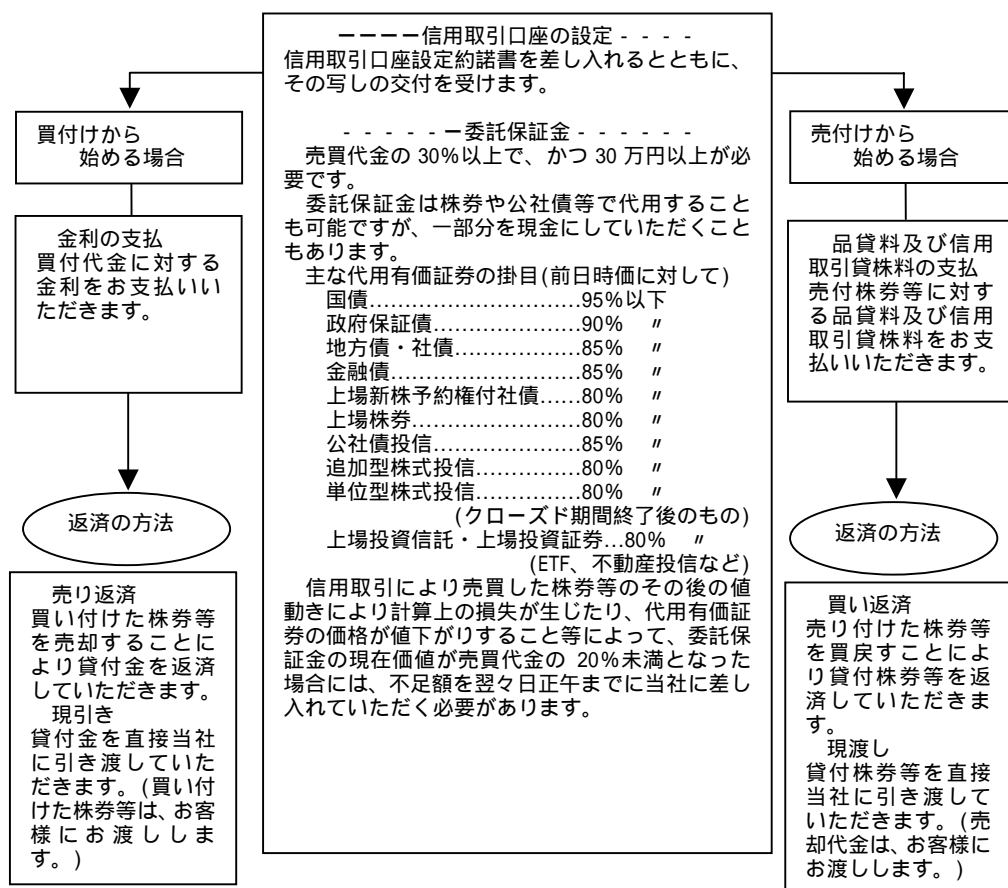 ーーーー信用取引口座の設定 - - - -
信用取引口座設定約諾書を差し入れるとともに、
その写しの交付を受けます。
- - - - - ー委託保証金 - - - - - -
売買代金の 30%以上で、かつ 30 万円以上が必
要です。
委託保証金は株券や公社債等で代用すること
も可能ですが、一部分を現金にしていただくこと
もあります。
主な代用有価証券の掛目(前日時価に対して)
国債..............................95%以下
政府保証債....................90% 〃
地方債・社債..................85% 〃
金融債...........................85% 〃
上場新株予約権付社債......80% 〃
上場株券........................80% 〃
公社債投信.....................85% 〃
追加型株式投信...............80% 〃
単位型株式投信...............80% 〃
(クローズド期間終了後のもの)
上場投資信託・上場投資証券...80% 〃
(ETF、不動産投信など)
信用取引により売買した株券等のその後の値
動きにより計算上の損失が生じたり、代用有価証
券の価格が値下がりすること等によって、委託保
証金の現在価値が売買代金の 20%未満となった
場合には、不足額を翌々日正午までに当社に差し
入れていただく必要があります。
買付けから
始める場合
金利の支払
買付代金に対する
金利をお支払いい
ただきます。
返済の方法
売り返済
買い付けた株券等
を売却することに
より貸付金を返済
していただきます。
現引き
貸付金を直接当社
に引き渡していた
だきます。(買い付
けた株券等は、お客
様にお渡ししま
す。)
売付けから
始める場合
品貸料及び信用
取引貸株料の支払
売付株券等に対す
る品貸料及び信用
取引貸株料をお支
払いいただきます。
返済の方法
買い返済
売り付けた株券等
を買戻すことによ
り貸付株券等を返
済していただきま
す。
現渡し
貸付株券等を直接
当社に引き渡して
いただきます。(売
却代金は、お客様に
お渡しします。)